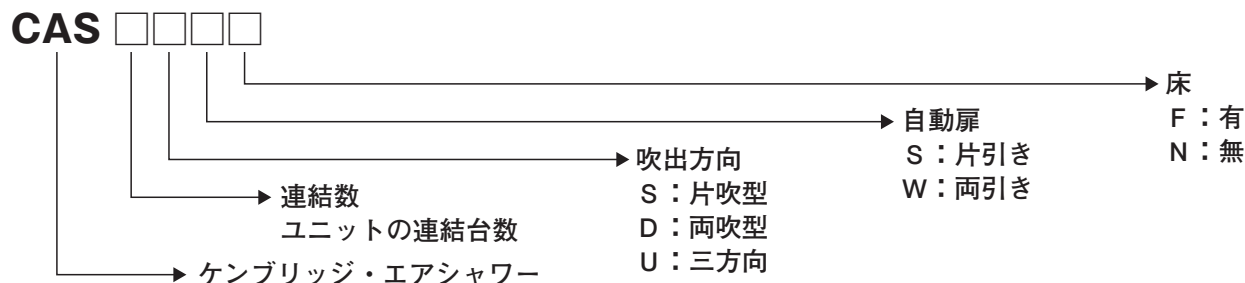 CAS □□□□
床
F：有
N：無
自動扉
S：片引き
W：両引き
吹出方向
S：片吹型
D：両吹型
U：三方向
連結数
ユニットの連結台数
ケンブリッジ・エアシャワー